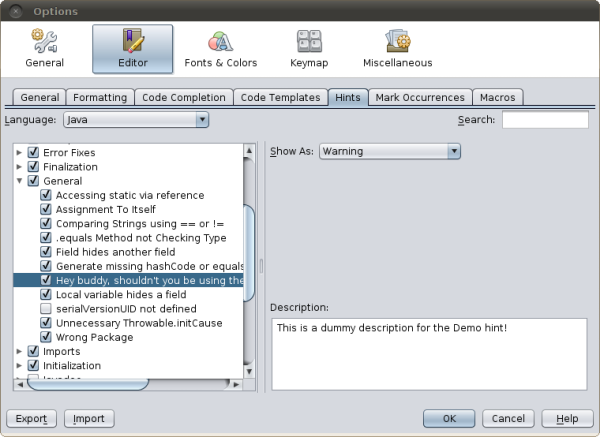 Options
General Editor Fonts & Colors Keymap Miscellaneous
General Formatting Code Completion Code Templates Hints Mark Occurrences Macros
Language: Java Search:
Show As: Warning
Error Fixes
Finalization
General
Accessing static via reference
Assignment To Itself
Comparing Strings using == or !=
.equals Method not Checking Type
Field hides another field
Generate missing hashCode or equals
Hey buddy, shouldn't you be using the
Local variable hides a field
serialVersionUID not defined
Unnecessary Throwable.initCause
Wrong Package
Imports
Initialization
Description:
This is a dummy description for the Demo hint!
Export Import OK Cancel Help